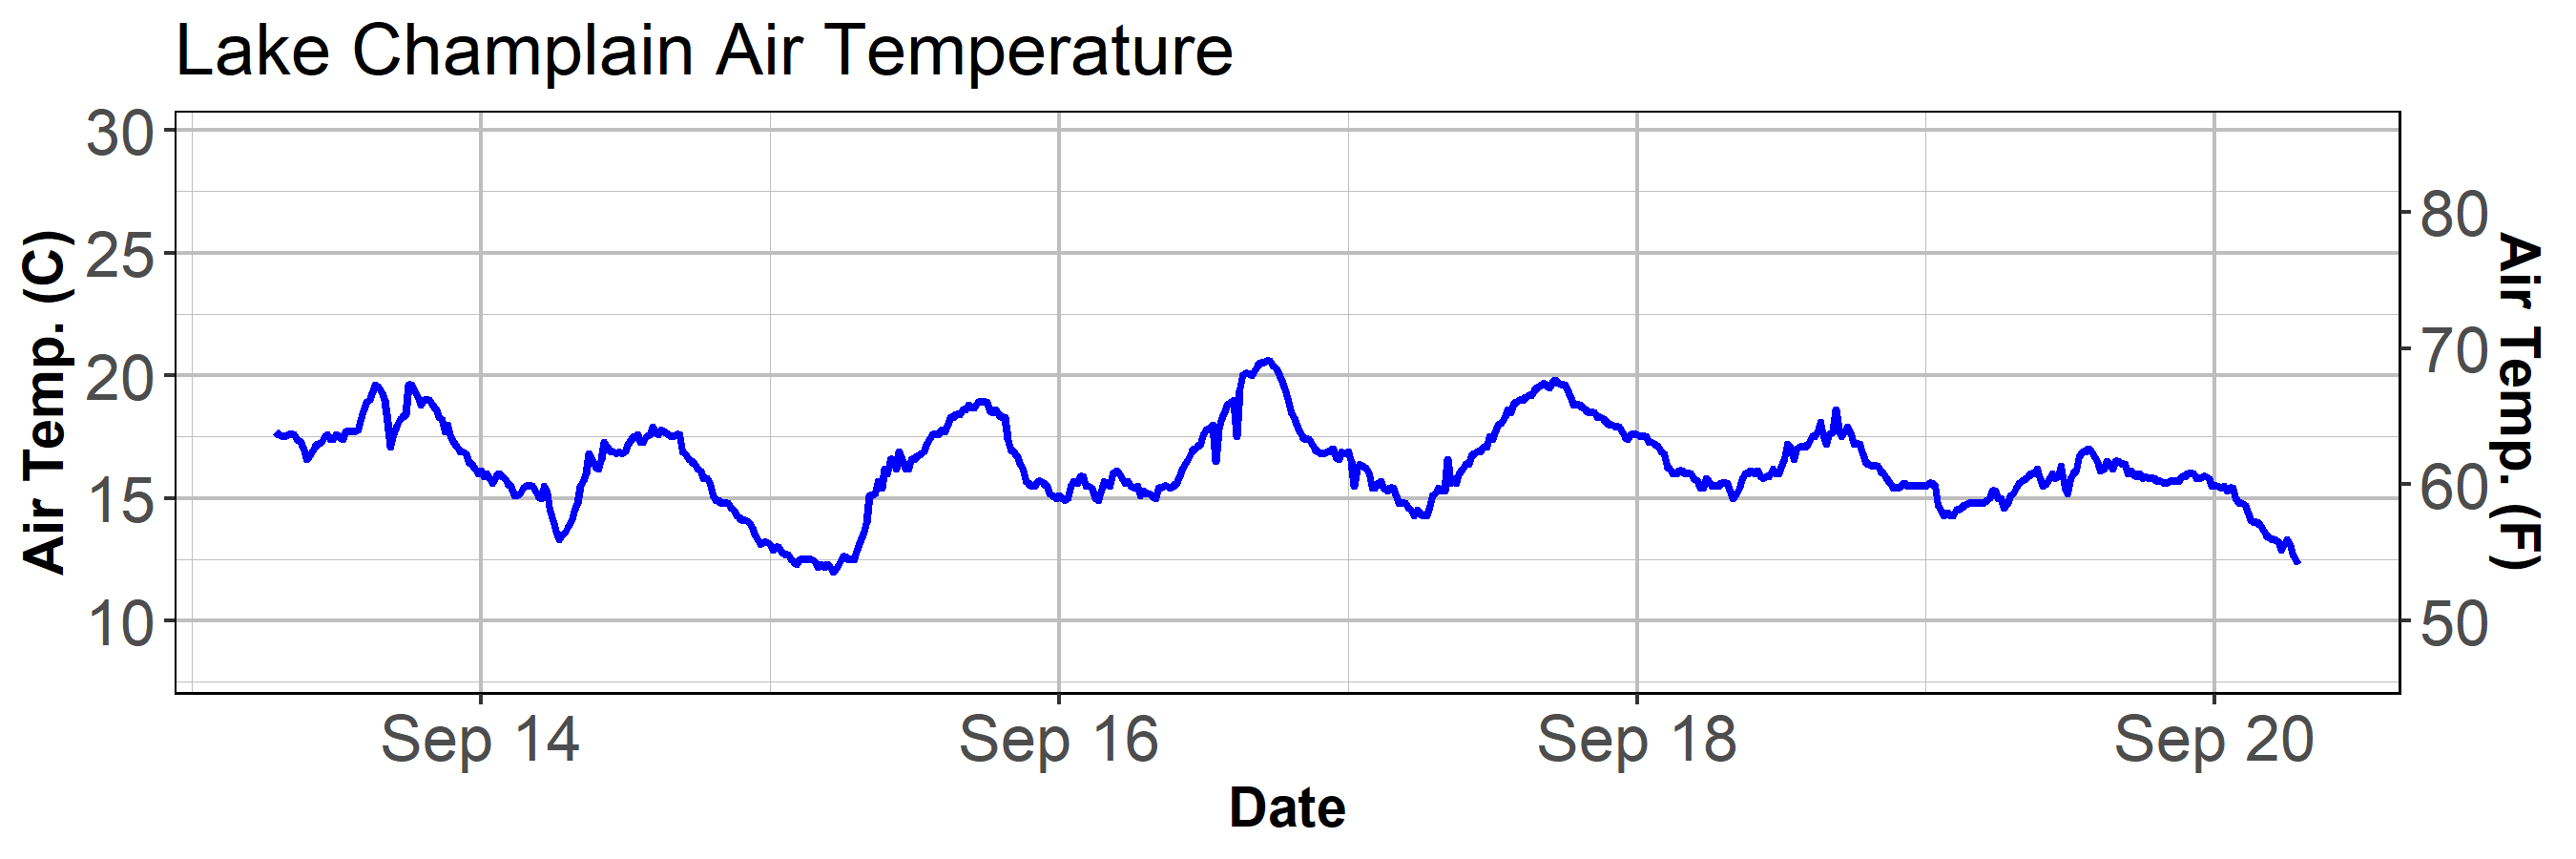 Lake Champlain Air Temperature
30
25
20
15
10
Air Temp. (C)
80
70
60
50
Air Temp. (F)
Sep 14
Sep 16
Sep 18
Sep 20
Date